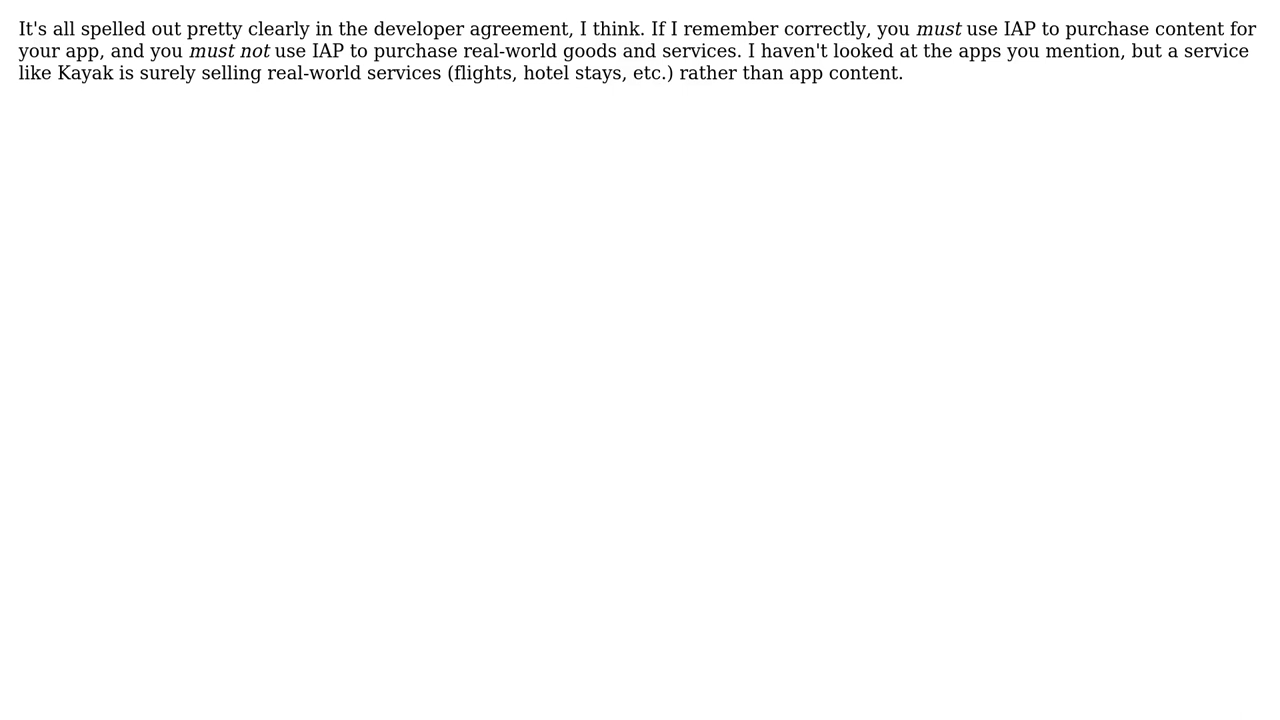 It's all spelled out pretty clearly in the developer agreement, I think. If I remember correctly, you must use IAP to purchase content for
your app, and you must not use IAP to purchase real-world goods and services. I haven't looked at the apps you mention, but a service
like Kayak is surely selling real-world services (flights, hotel stays, etc.) rather than app content.